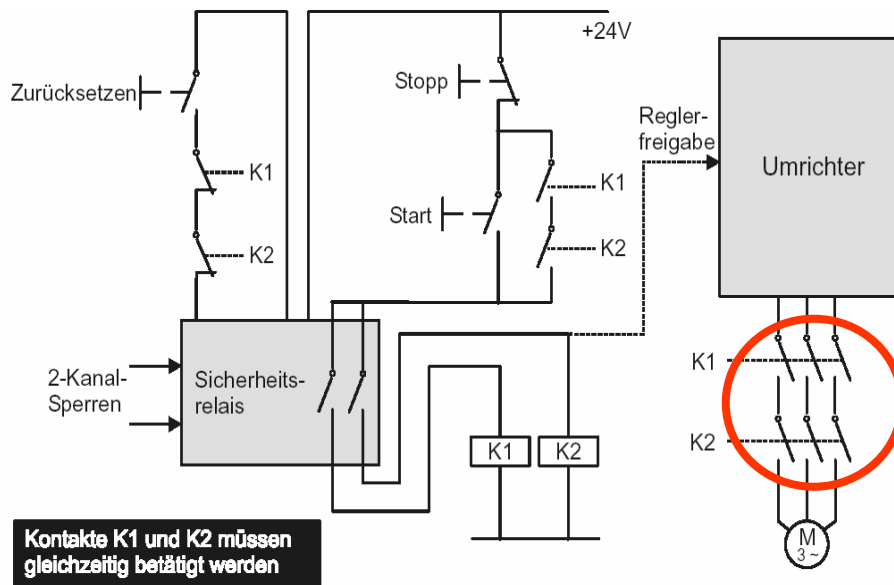 +24V
Zurücksetzen
Stopp
Regler-
freigabe
Umrichter
K1
K1
Start
K2
K2
2-Kanal-
Sperren
Sicherheits-
relais
K1
K2
K1
K2
M
3 ~
Kontakte K1 und K2 müssen
gleichzeitig betätigt werden